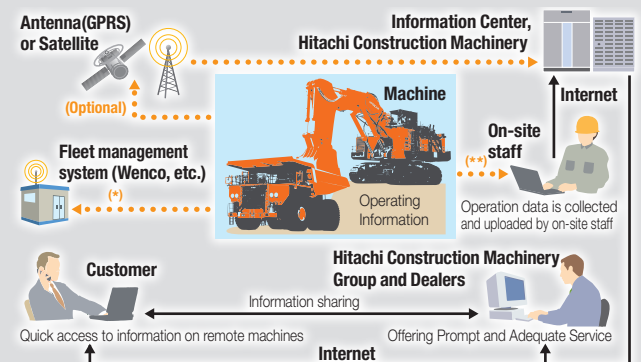 Antenna(GPRS)
or Satellite
(Optional)
Information Center,
Hitachi Construction Machinery
Internet
Machine
Operating
Information
On-site
staff
(**)
Operation data is collected
and uploaded by on-site staff
Fleet management
system (Wenco, etc.)
(*)
Customer
Quick access to information on remote machines
Information sharing
Hitachi Construction Machinery
Group and Dealers
Offering Prompt and Adequate Service
Internet